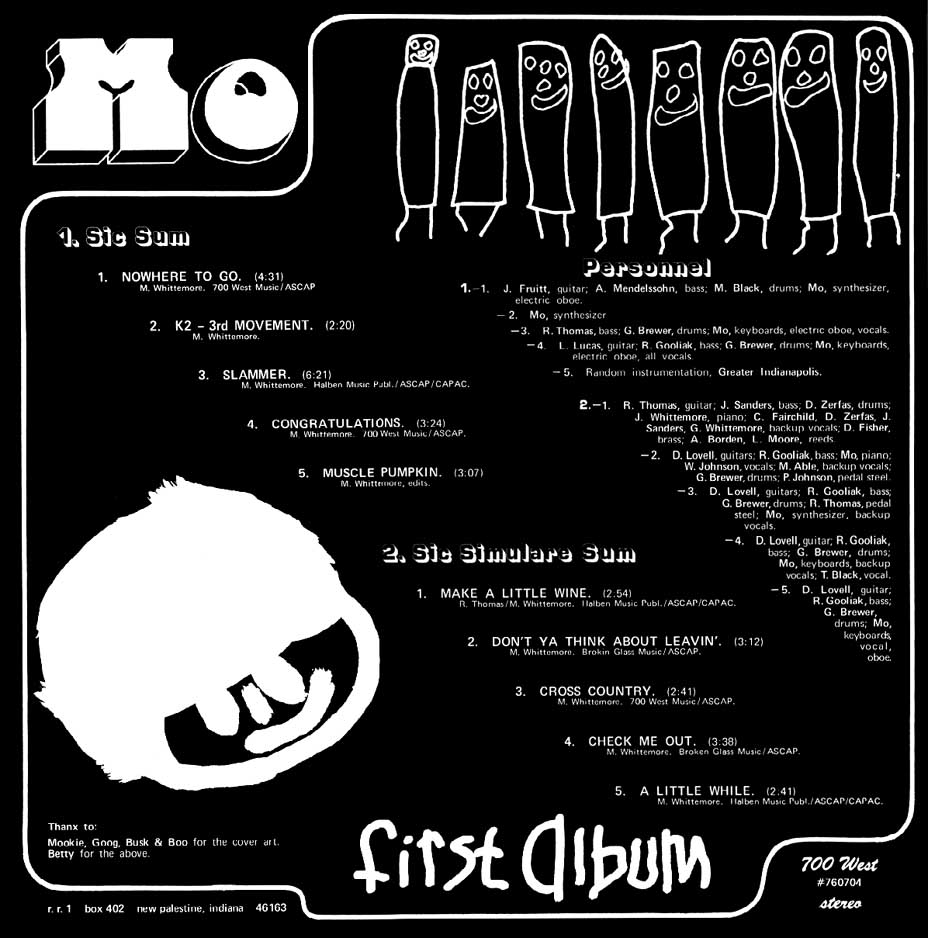 Mo
1. Sic Sum
1. NOWHERE TO GO. (4:31)
M. Whittemore. 700 West Music/ASCAP
2. K2 – 3rd MOVEMENT. (2:20)
M. Whittemore.
3. SLAMMER. (6:21)
M. Whittemore. Halben Music Publ./ASCAP/CAPAC.
4. CONGRATULATIONS. (3:24)
M. Whittemore. 700 West Music/ASCAP.
5. MUSCLE PUMPKIN. (3:07)
M. Whittemore, edits.
Personnel
1.–1. J. Fruitt, guitar; A. Mendelssohn, bass; M. Black, drums; Mo, synthesizer,
electric oboe.
–2. Mo, synthesizer
–3. R. Thomas, bass; G. Brewer, drums; Mo, keyboards, electric oboe, vocals.
–4. L. Lucas, guitar; R. Gooliak, bass; G. Brewer, drums; Mo, keyboards,
electric oboe, all vocals.
–5. Random instrumentation, Greater Indianapolis.
2.–1. R. Thomas, guitar; J. Sanders, bass; D. Zerfas, drums;
J. Whittemore, piano; C. Fairchild, D. Zerfas, J.
Sanders, G. Whittemore, backup vocals; D. Fisher,
brass; A. Borden, L. Moore, reeds.
–2. D. Lovell, guitars; R. Gooliak, bass; Mo, piano;
W. Johnson, vocals; M. Able, backup vocals;
G. Brewer, drums; P. Johnson, pedal steel.
–3. D. Lovell, guitars; R. Gooliak, bass;
G. Brewer, drums; R. Thomas, pedal
steel; Mo, synthesizer, backup
vocals.
–4. D. Lovell, guitar; R. Gooliak,
bass; G. Brewer, drums;
Mo, keyboards, backup
vocals; T. Black, vocal.
–5. D. Lovell, guitar;
R. Gooliak, bass;
G. Brewer,
drums; Mo,
keyboards,
vocal,
oboe.
2. Sic Simulare Sum
1. MAKE A LITTLE WINE. (2:54)
R. Thomas/M. Whittemore. Halben Music Publ./ASCAP/CAPAC.
2. DON'T YA THINK ABOUT LEAVIN'. (3:12)
M. Whittemore. Brokin Glass Music/ASCAP.
3. CROSS COUNTRY. (2:41)
M. Whittemore. 700 West Music/ASCAP.
4. CHECK ME OUT. (3:38)
M. Whittemore. Broken Glass Music/ASCAP.
5. A LITTLE WHILE. (2:41)
M. Whittemore. Halben Music Publ./ASCAP/CAPAC.
Thanx to:
Mookie, Goog, Busk & Boo for the cover art.
Betty for the above.
first album
700 West
#760704
stereo
r. r. 1 box 402 new palestine, indiana 46163